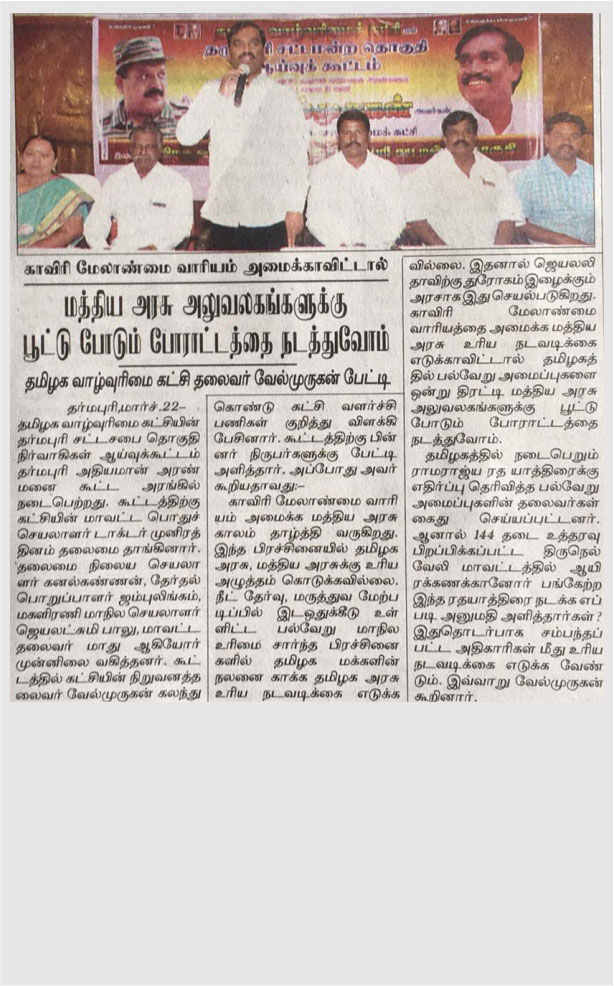 சட்டமன்ற தொகுதி
ஆய்வுக் கூட்டம்
காவிரி மேலாண்மை வாரியம் அமைக்காவிட்டால்
மத்திய அரசு அலுவலகங்களுக்கு
பூட்டு போடும் போராட்டத்தை நடத்துவோம்
தமிழக வாழ்வுரிமை கட்சி தலைவர் வேல்முருகன் பேட்டி
தர்மபுரி,மார்ச்.22–
தமிழக வாழ்வுரிமை கட்சியின்
தர்மபுரி சட்டசபை தொகுதி
நிர்வாகிகள் ஆய்வுக்கூட்டம்
தர்மபுரி அதியமான் அரண்
மனை கூட்ட அரங்கில்
நடைபெற்றது. கூட்டத்திற்கு
கட்சியின் மாவட்ட பொதுச்
செயலாளர் டாக்டர் முனிரத்
தினம் தலைமை தாங்கினார்.
தலைமை நிலைய செயலா
ளர் கனல்கண்ணன், தேர்தல்
பொறுப்பாளர் ஜம்புலிங்கம்,
மகளிரணி மாநில செயலாளர்
ஜெயலட்சுமி பாலு, மாவட்ட
தலைவர் மாது ஆகியோர்
முன்னிலை வகித்தனர். கூட்
டத்தில் கட்சியின் நிறுவனத்த
லைவர் வேல்முருகன் கலந்து
கொண்டு கட்சி வளர்ச்சி
பணிகள் குறித்து விளக்கி
பேசினார். கூட்டத்திற்கு பின்
னர் நிருபர்களுக்கு பேட்டி
அளித்தார். அப்போது அவர்
கூறியதாவது:–
காவிரி மேலாண்மை வாரி
யம் அமைக்க மத்திய அரசு
காலம் தாழ்த்தி வருகிறது.
இந்த பிரச்சினையில் தமிழக
அரசு, மத்திய அரசுக்கு உரிய
அழுத்தம் கொடுக்கவில்லை.
நீட் தேர்வு, மருத்துவ மேற்ப
டிப்பில் இடஒதுக்கீடு உள்
ளிட்ட பல்வேறு மாநில
உரிமை சார்ந்த பிரச்சினை
களில் தமிழக மக்களின்
நலனை காக்க தமிழக அரசு
உரிய நடவடிக்கை எடுக்க
வில்லை. இதனால் ஜெயலலி
தாவிற்கு துரோகம் இழைக்கும்
அரசாக இது செயல்படுகிறது.
காவிரி மேலாண்மை
வாரியத்தை அமைக்க மத்திய
அரசு உரிய நடவடிக்கை
எடுக்காவிட்டால் தமிழகத்
தில் பல்வேறு அமைப்புகளை
ஒன்று திரட்டி மத்திய அரசு
அலுவலகங்களுக்கு பூட்டு
போடும் போராட்டத்தை
நடத்துவோம்.
தமிழகத்தில் நடைபெறும்
ராமராஜ்ய ரத யாத்திரைக்கு
எதிர்ப்பு தெரிவித்த பல்வேறு
அமைப்புகளின் தலைவர்கள்
கைது செய்யப்பட்டனர்.
ஆனால் 144 தடை உத்தரவு
பிறப்பிக்கப்பட்ட திருநெல்
வேலி மாவட்டத்தில் ஆயி
ரக்கணக்கானோர் பங்கேற்ற
இந்த ரதயாத்திரை நடக்க எப்
படி அனுமதி அளித்தார்கள்?
இதுதொடர்பாக சம்பந்தப்
பட்ட அதிகாரிகள் மீது உரிய
நடவடிக்கை எடுக்க வேண்
டும். இவ்வாறு வேல்முருகன்
கூறினார்.